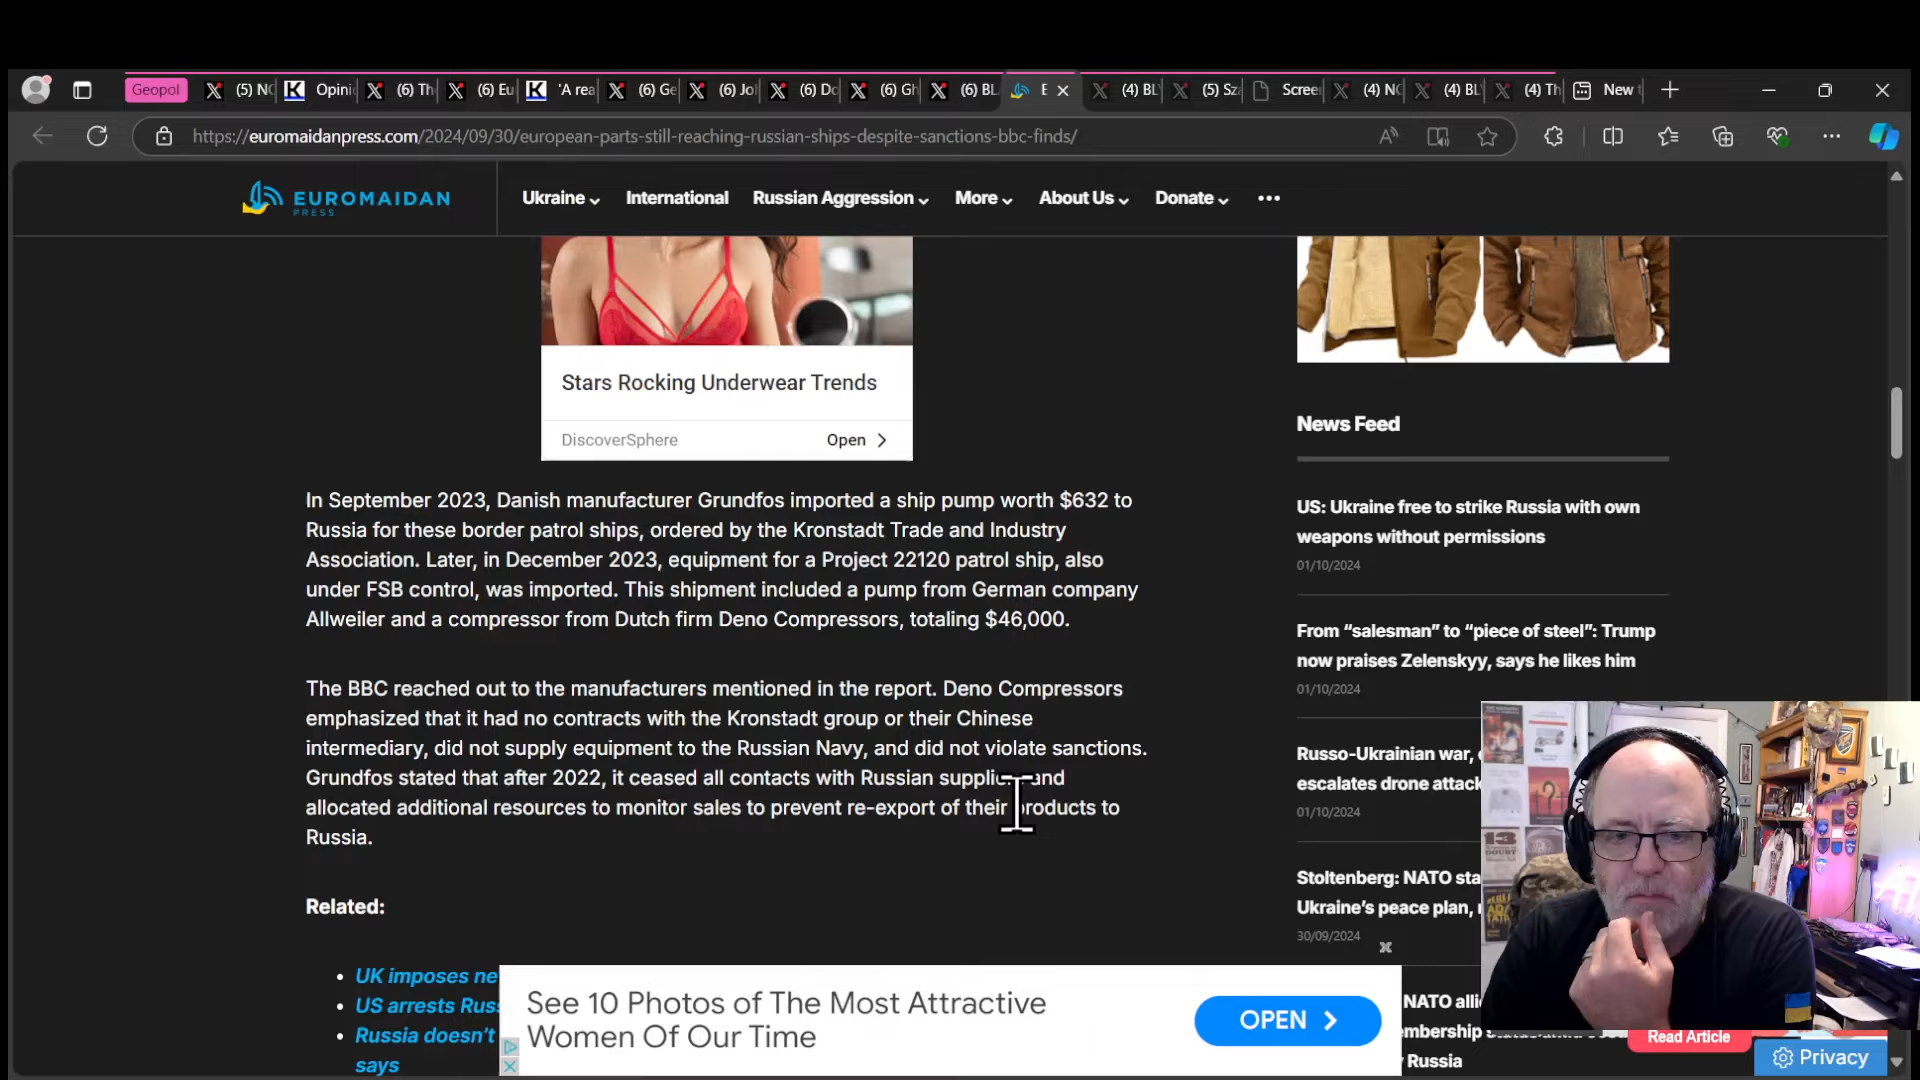 Geopol
(5) NC
Opini
(6) Th
(6) Eu
'A rea
(6) Ge
(6) Jo
(6) Do
(6) Gh
(6) BL
E
(4) BL
(5) Sz
Scree
(4) NC
(4) BL
(4) Th
New t
https://euromaidanpress.com/2024/09/30/european-parts-still-reaching-russian-ships-despite-sanctions-bbc-finds/
EUROMAIDAN
PRESS
Ukraine
International
Russian Aggression
More
About Us
Donate
Stars Rocking Underwear Trends
DiscoverSphere
Open
In September 2023, Danish manufacturer Grundfos imported a ship pump worth $632 to
Russia for these border patrol ships, ordered by the Kronstadt Trade and Industry
Association. Later, in December 2023, equipment for a Project 22120 patrol ship, also
under FSB control, was imported. This shipment included a pump from German company
Allweiler and a compressor from Dutch firm Deno Compressors, totaling $46,000.
The BBC reached out to the manufacturers mentioned in the report. Deno Compressors
emphasized that it had no contracts with the Kronstadt group or their Chinese
intermediary, did not supply equipment to the Russian Navy, and did not violate sanctions.
Grundfos stated that after 2022, it ceased all contacts with Russian supplie and
allocated additional resources to monitor sales to prevent re-export of their products to
Russia.
Related:
UK imposes ne
US arrests Rus
Russia doesn't
says
See 10 Photos of The Most Attractive
Women Of Our Time
OPEN
News Feed
US: Ukraine free to strike Russia with own
weapons without permissions
01/10/2024
From “salesman” to “piece of steel”: Trump
now praises Zelenskyy, says he likes him
01/10/2024
Russo-Ukrainian war,
escalates drone attack
01/10/2024
Stoltenberg: NATO sta
Ukraine’s peace plan,
30/09/2024
NATO alli
embership
Russia
Read Article
Privacy
13
DOUBT